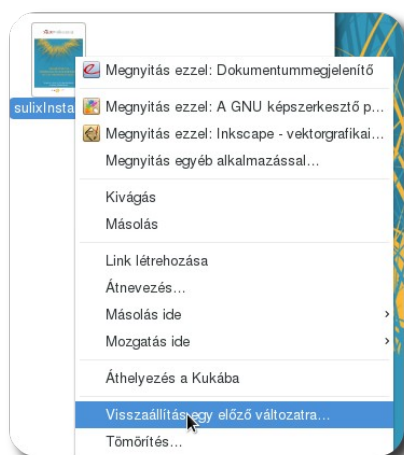 sulixInsta
Megnyitás ezzel: Dokumentummegjelenítő
Megnyitás ezzel: A GNU képszerkesztő p...
Megnyitás ezzel: Inkscape - vektorgrafikai...
Megnyitás egyéb alkalmazással...
Kivágás
Másolás
Link létrehozása
Átnevezés...
Másolás ide
Mozgatás ide
Áthelyezés a Kukába
Visszaállítás egy előző változatra...
Tömörítés...